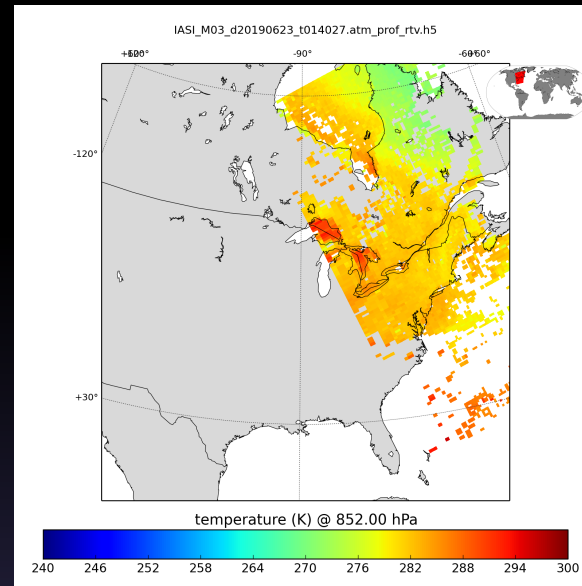 IASI_M03_d20190623_t014027.atm_prof_rtv.h5
-90°
-120°
+30°
temperature (K) @ 852.00 hPa
240 246 252 258 264 270 276 282 288 294 300